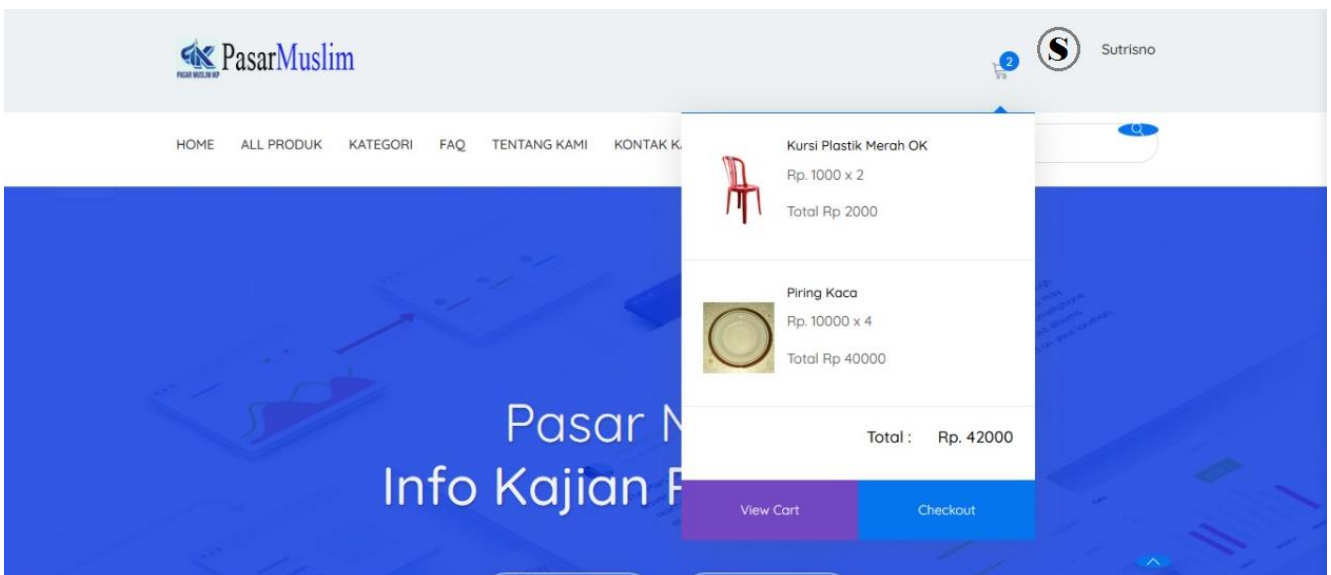 PasarMuslim
PASAR MUSLIM IKP
2
S
Sutrisno
HOME
ALL PRODUK
KATEGORI
FAQ
TENTANG KAMI
KONTAK K
Kursi Plastik Merah OK
Rp. 1000 x 2
Total Rp 2000
Piring Kaca
Rp. 10000 x 4
Total Rp 40000
Total : Rp. 42000
View Cart
Checkout
Pasar
Info Kajian